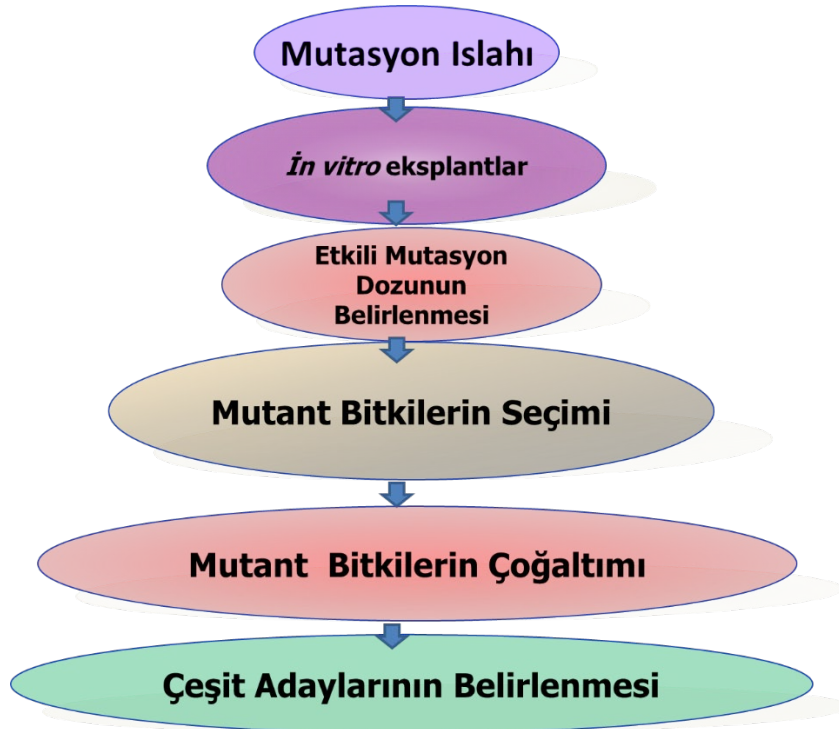 Mutasyon Islahı
İn vitro eksplantlar
Etkili Mutasyon
Dozunun
Belirlenmesi
Mutant Bitkilerin Seçimi
Mutant Bitkilerin Çoğaltımı
Çeşit Adaylarının Belirlenmesi